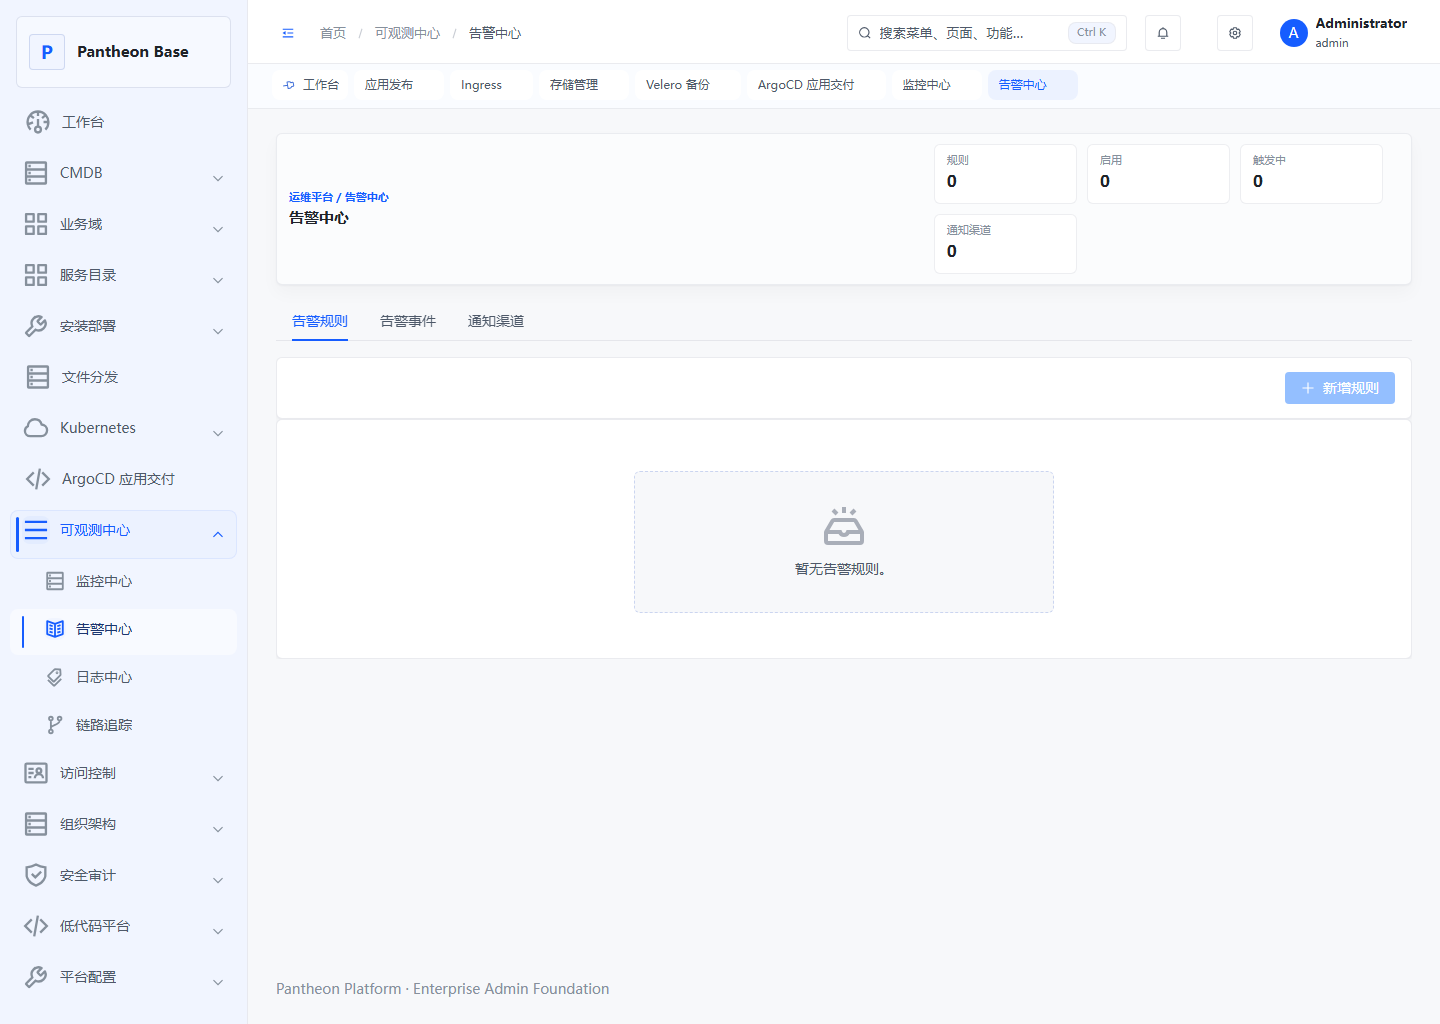 P
Pantheon Base
工作台
CMDB
业务域
服务目录
安装部署
文件分发
Kubernetes
ArgoCD 应用交付
可观测中心
监控中心
告警中心
日志中心
链路追踪
访问控制
组织架构
安全审计
低代码平台
平台配置
首页 / 可观测中心 / 告警中心
搜索菜单、页面、功能...
Ctrl K
A
Administrator
admin
工作台
应用发布
Ingress
存储管理
Velero 备份
ArgoCD 应用交付
监控中心
告警中心
运维平台 / 告警中心
告警中心
规则
0
启用
0
触发中
0
通知渠道
0
告警规则
告警事件
通知渠道
新增规则
暂无告警规则。
Pantheon Platform · Enterprise Admin Foundation